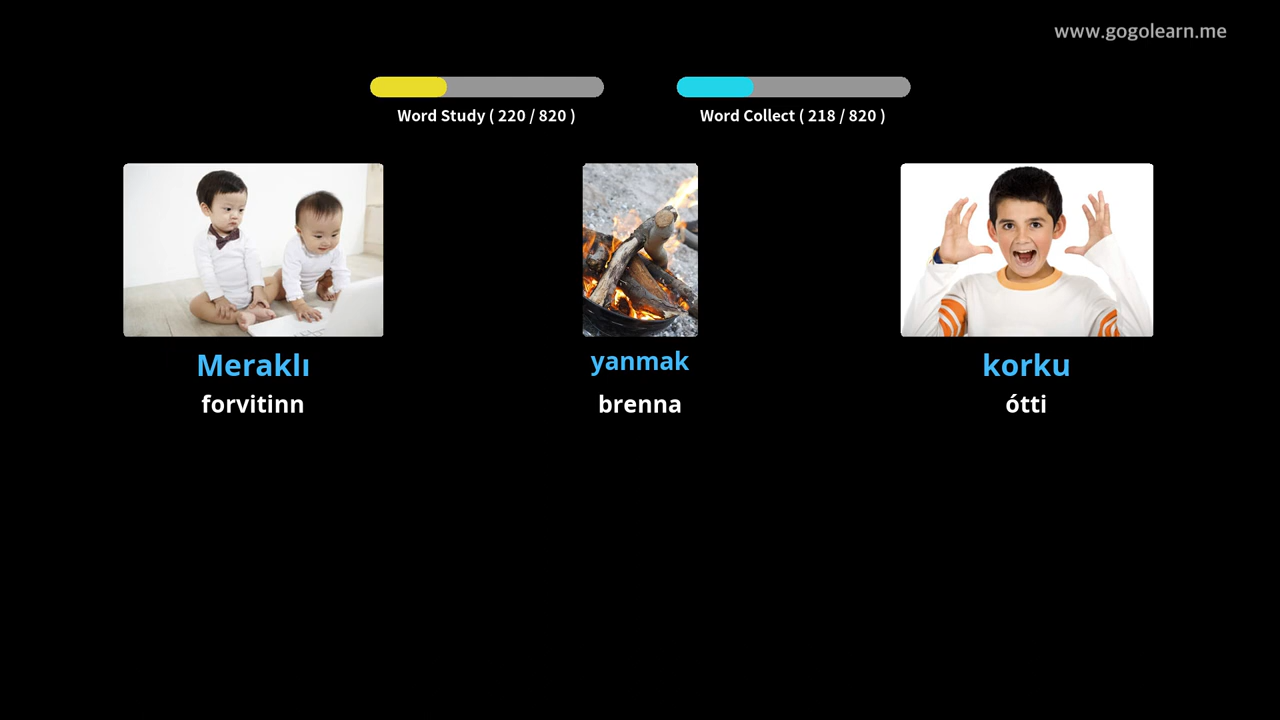 www.gogolearn.me
Word Study ( 220 / 820 )
Word Collect ( 218 / 820 )
Meraklı
yanmak
korku
forvitinn
brenna
ótti